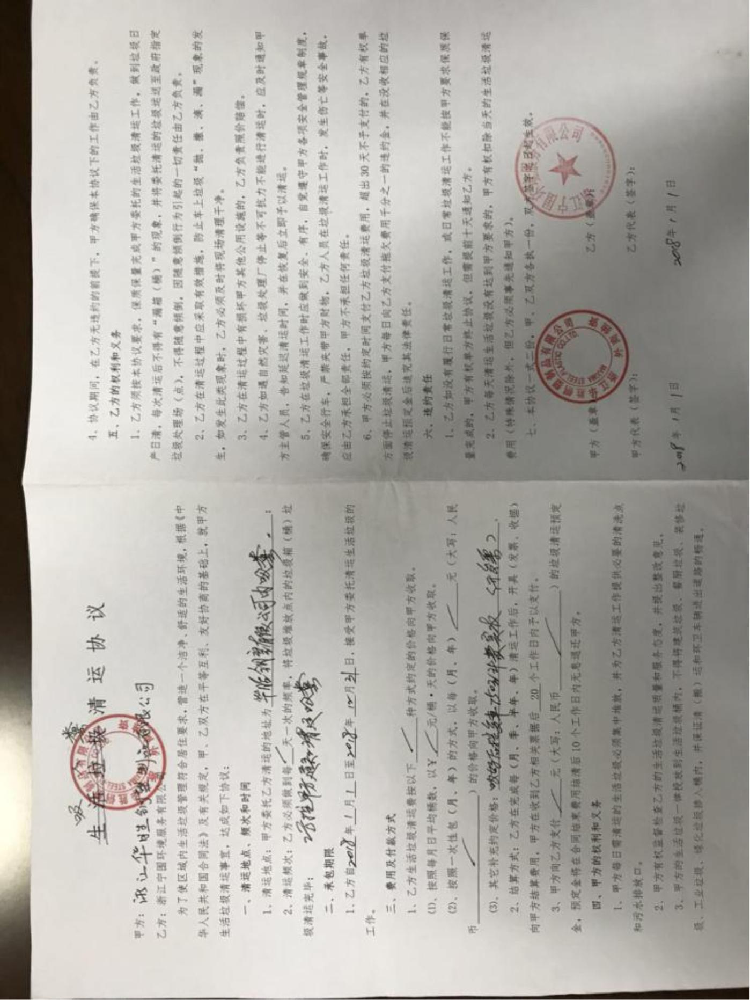 吸 粪
生活垃圾清运协议
甲方：浙江华昨钢塑制品有限公司
乙方：浙江宁国环境服务有限公司
为了使区域内生活垃圾管理符合居住要求，营造一个洁净、舒适的生活环境，根据《中
华人民共和国合同法》及有关规定，甲、乙双方在平等互利、友好协商的基础上，就甲方
生活垃圾清运事宜，达成如下协议：
一、清运地点、频次和时间
1、清运地点：甲方委托乙方清运的地址为 钢塑有限公司内吸粪。；
2、清运频次：乙方必须做到每 天一次的频率，将垃圾堆放点内的垃圾箱（桶）垃
圾清运完毕；
二、承包期限
1、乙方自2018年1月1日至2018年12月31日，接受甲方委托清运生活垃圾的
工作。
三、费用及付款方式
1、乙方生活垃圾清运费按以下 种方式约定的价格向甲方收取。
(1)、按照每月日平均桶数，以￥ 元/桶·天的价格向甲方收取。
(2)、按照一次性包（月、年）的方式，以每（月、年） 元（大写：人民
币 ）的价格向甲方收取。
(3)、其它补充约定价格：
2、结算方式：乙方在完成每（月、季、半年、年）清运工作后，开具（发票、收据）
向甲方结算费用，甲方在收到乙方相关票据后 20 个工作日内予以支付。
3、甲方向乙方支付 元（大写：人民币 ）的垃圾清运预定
金，预定金将在合同结束费用结清后10个工作日内无息退还甲方。
四、甲方的权利和义务
1、甲方每日需清运的生活垃圾必须集中堆放，并为乙方清运工作提供必要的清洗点
和污水排放口。
2、甲方有权监督检查乙方的生活垃圾清运质量和服务态度，并提出整改意见。
3、甲方的生活垃圾一律投放到生活垃圾桶内，不得将建筑垃圾、餐厨垃圾、装修垃
圾、工业垃圾、绿化垃圾掺入桶内，并保证清（搬）运和环卫车辆进出道路的畅通。
4、协议期间，在乙方无违约的前提下，甲方确保本协议下的工作由乙方负责。
五、乙方的权利和义务
1、乙方须按本协议要求，保质保量完成甲方委托的生活垃圾清运工作，做到垃圾日
产日清，每次清运后不得有“漏箱（桶）”的现象，并将委托清运的垃圾运送至政府指定
垃圾处理场（点），不得随意倾倒，因随意倾倒行为引起的一切责任由乙方负责。
2、乙方在清运过程中应采取有效措施，防止车上垃圾“抛、撒、滴、漏”现象的发
生，如发生此类现象时，乙方必须及时将现场清理干净。
3、乙方在清运过程中有损坏甲方其他公用设施的，乙方负责照价赔偿。
4、乙方如遇自然灾害、垃圾处理厂停止等不可抗力不能进行清运时，应及时通知甲
方主管人员，告知延迟清运时间，并在恢复后立即予以清运。
5、乙方在垃圾清运工作时应做到安全、有序，自觉遵守甲方各项安全管理规章制度，
确保安全行车，严禁夹带甲方财物，乙方人员在垃圾清运工作时，发生伤亡等安全事故，
应由乙方承担全部责任，甲方不承担任何责任。
6、甲方必须按约定时间支付乙方垃圾清运费用，超出30天不予支付的，乙方有权单
方面停止垃圾清运，甲方每日向乙方支付拖欠费用千分之一的违约金，并在没收相应的垃
圾清运预定金后追究其法律责任。
六、违约责任
1、乙方如没有履行日常垃圾清运工作，或日常垃圾清运工作不能按甲方要求保质保
量完成的，甲方有权单方终止协议，但需提前十天通知乙方。
2、乙方每天清运生活垃圾没有达到甲方要求的，甲方有权扣除当天的生活垃圾清运
费用（特殊情况除外，但乙方必须事先通知甲方）。
七、本协议一式二份，甲、乙双方各执一份，双方签字之日起生效。
甲方（盖章） 乙方（盖章）：
甲方代表（签字）： 乙方代表（签字）：
2018年1月1日 2018年1月1日